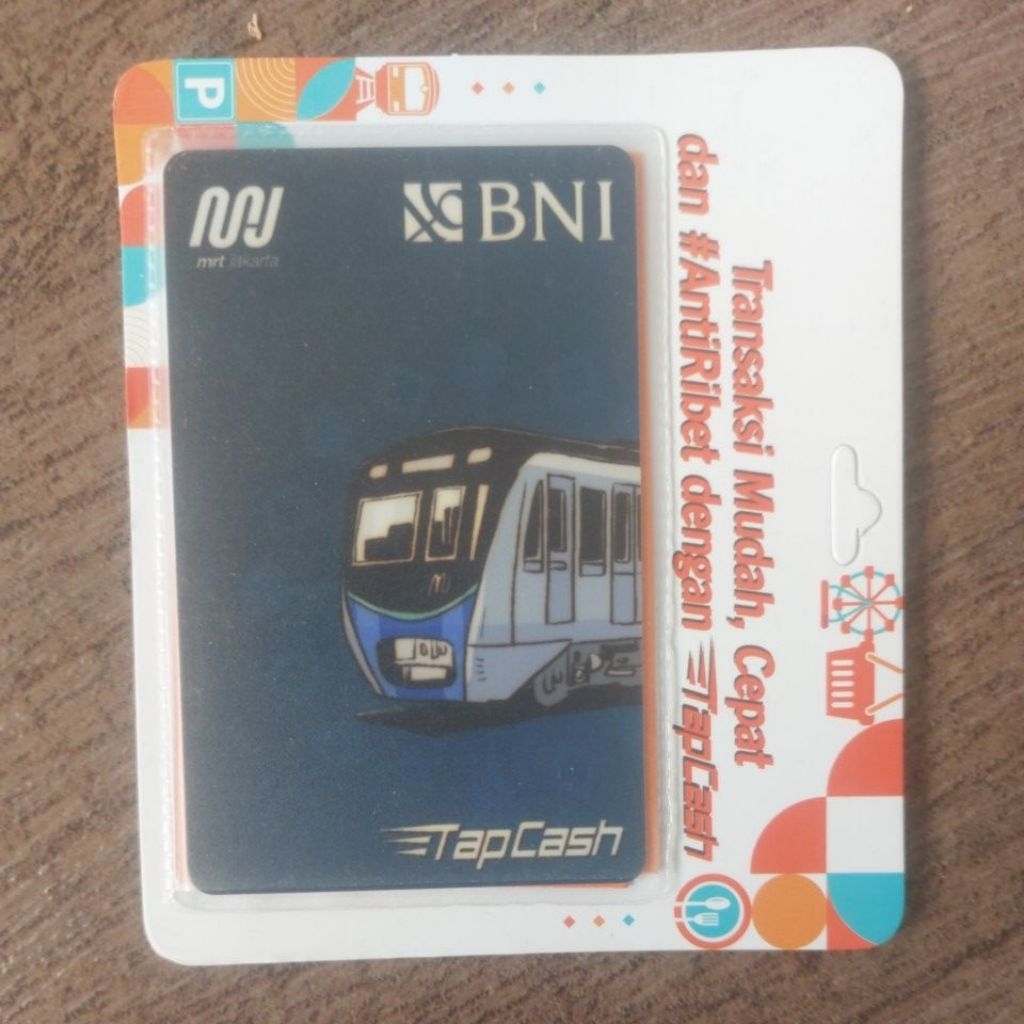 mrt jakarta
BNI
TapCash
Transaksi Mudah, Cepat
dan #AntiRibet dengan TapCash
P